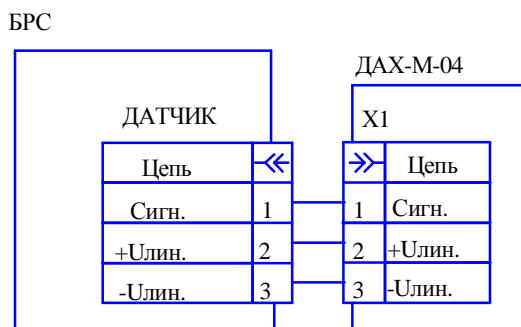 БРС
ДАХ-М-04
ДАТЧИК
X1
Цепь
Цепь
Сигн. 1
1 Сигн.
+Uлин. 2
2 +Uлин.
-Uлин. 3
3 -Uлин.